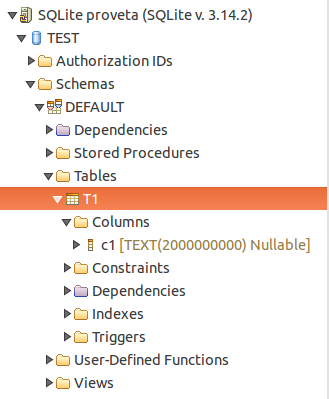 SQLite proveta (SQLite v. 3.14.2)
TEST
Authorization IDs
Schemas
DEFAULT
Dependencies
Stored Procedures
Tables
T1
Columns
c1 [TEXT(2000000000) Nullable]
Constraints
Dependencies
Indexes
Triggers
User-Defined Functions
Views